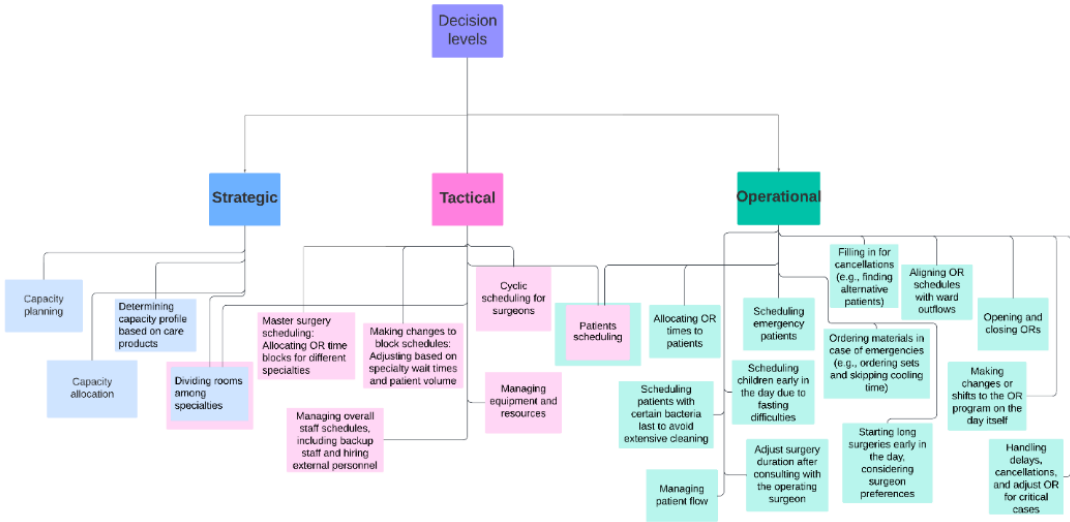 Decision
levels
Strategic
Tactical
Operational
Capacity
planning
Determining
capacity profile
based on care
products
Capacity
allocation
Dividing rooms
among
specialties
Master surgery
scheduling:
Allocating OR time
blocks for different
specialties
Making changes to
block schedules:
Adjusting based on
specialty wait times
and patient volume
Cyclic
scheduling for
surgeons
Managing overall
staff schedules,
including backup
staff and hiring
external personnel
Managing
equipment and
resources
Patients
scheduling
Allocating OR
times to
patients
Scheduling
emergency
patients
Filling in for
cancellations
(e.g., finding
alternative
patients)
Aligning OR
schedules
with ward
outflows
Opening and
closing ORs
Ordering materials in
case of emergencies
(e.g., ordering sets
and skipping cooling
time)
Scheduling
patients with
certain bacteria
last to avoid
extensive cleaning
Scheduling
children early in
the day due to
fasting
difficulties
Making
changes or
shifts to the OR
program on the
day itself
Managing
patient flow
Adjust surgery
duration after
consulting with
the operating
surgeon
Starting long
surgeries early in
the day,
considering
surgeon
preferences
Handling
delays,
cancellations,
and adjust OR for
critical cases